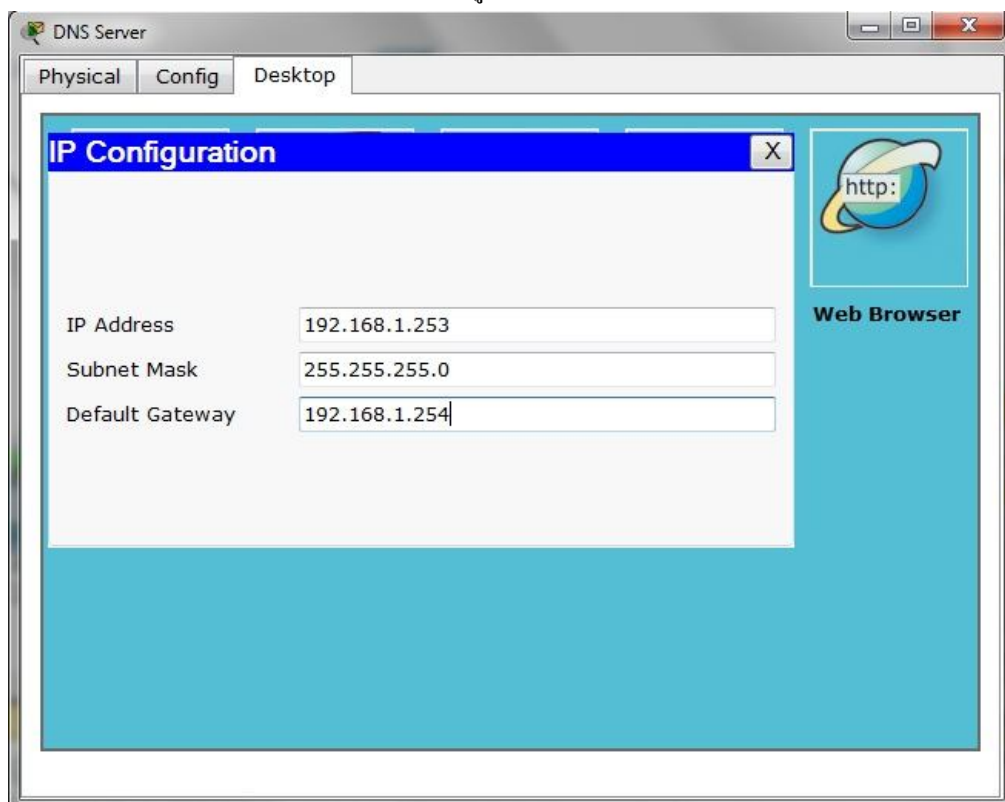 DNS Server
Physical Config Desktop
IP Configuration X
http:
Web Browser
IP Address 192.168.1.253
Subnet Mask 255.255.255.0
Default Gateway 192.168.1.254